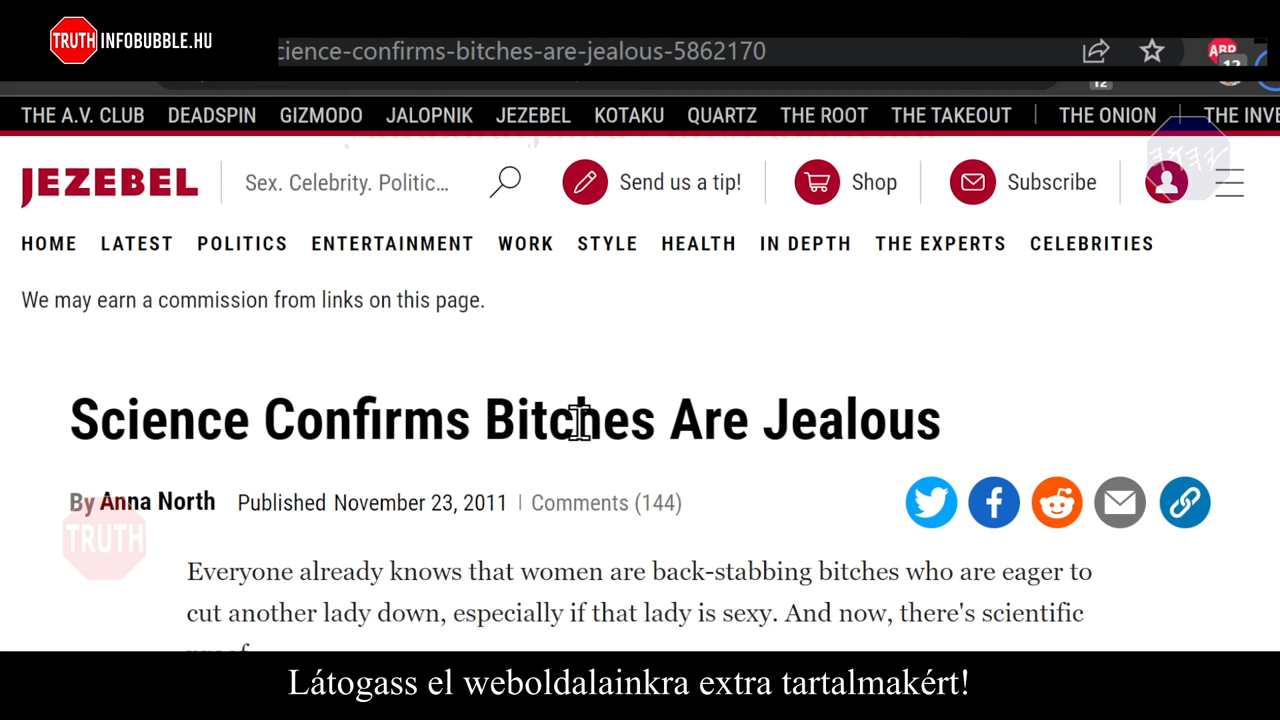 TRUTH INFOBUBBLE.HU
cience-confirms-bitches-are-jealous-5862170
ABP
12
12
THE A.V. CLUB DEADSPIN GIZMODO JALOPNIK JEZEBEL KOTAKU QUARTZ THE ROOT THE TAKEOUT THE ONION THE INVE
JEZEBEL Sex. Celebrity. Politic... Send us a tip! Shop Subscribe
HOME LATEST POLITICS ENTERTAINMENT WORK STYLE HEALTH IN DEPTH THE EXPERTS CELEBRITIES
We may earn a commission from links on this page.
Science Confirms Bitches Are Jealous
By Anna North Published November 23, 2011 Comments (144)
TRUTH
Everyone already knows that women are back-stabbing bitches who are eager to
cut another lady down, especially if that lady is sexy. And now, there's scientific
Látogass el weboldalainkra extra tartalmakért!